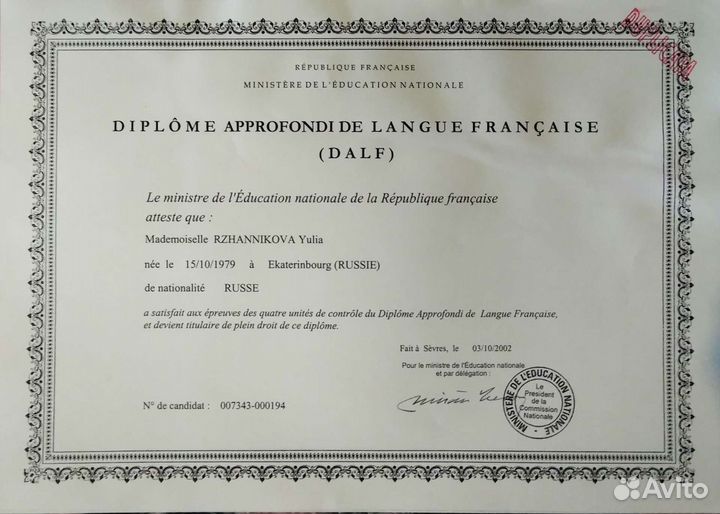 DUPLICATA
RÉPUBLIQUE FRANÇAISE
MINISTÈRE DE L'ÉDUCATION NATIONALE
DIPLÔME APPROFONDI DE LANGUE FRANÇAISE
(DALF)
Le ministre de l'Éducation nationale de la République française
atteste que :
Mademoiselle RZHANNIKOVA Yulia
née le 15/10/1979 à Ekaterinbourg (RUSSIE)
de nationalité RUSSE
a satisfait aux épreuves des quatre unités de contrôle du Diplôme Approfondi de Langue Française,
et devient titulaire de plein droit de ce diplôme.
Fait à Sèvres, le 03/10/2002
Pour le ministre de l'Éducation nationale
et par délégation :
MINISTÈRE DE L'EDUCATION NATIONALE
Le
President
de la
Commission
Nationale
N° de candidat : 007343-000194
Avito